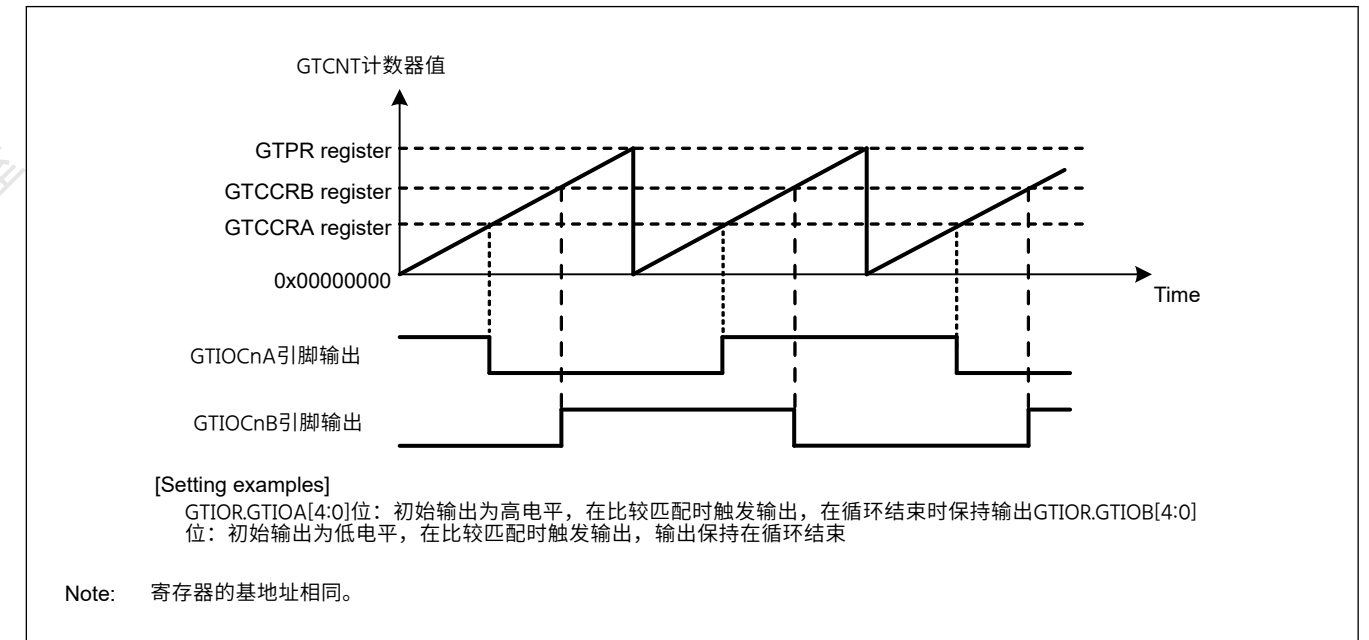 GTCNT计数器值
GTPR register
GTCCRB register
GTCCRA register
0x00000000
Time
GTIOCnA引脚输出
GTIOCnB引脚输出
[Setting examples]
GTIOR.GTIOA[4:0]位：初始输出为高电平，在比较匹配时触发输出，在循环结束时保持输出GTIOR.GTIOB[4:0]
位：初始输出为低电平，在比较匹配时触发输出，输出保持在循环结束
Note: 寄存器的基地址相同。